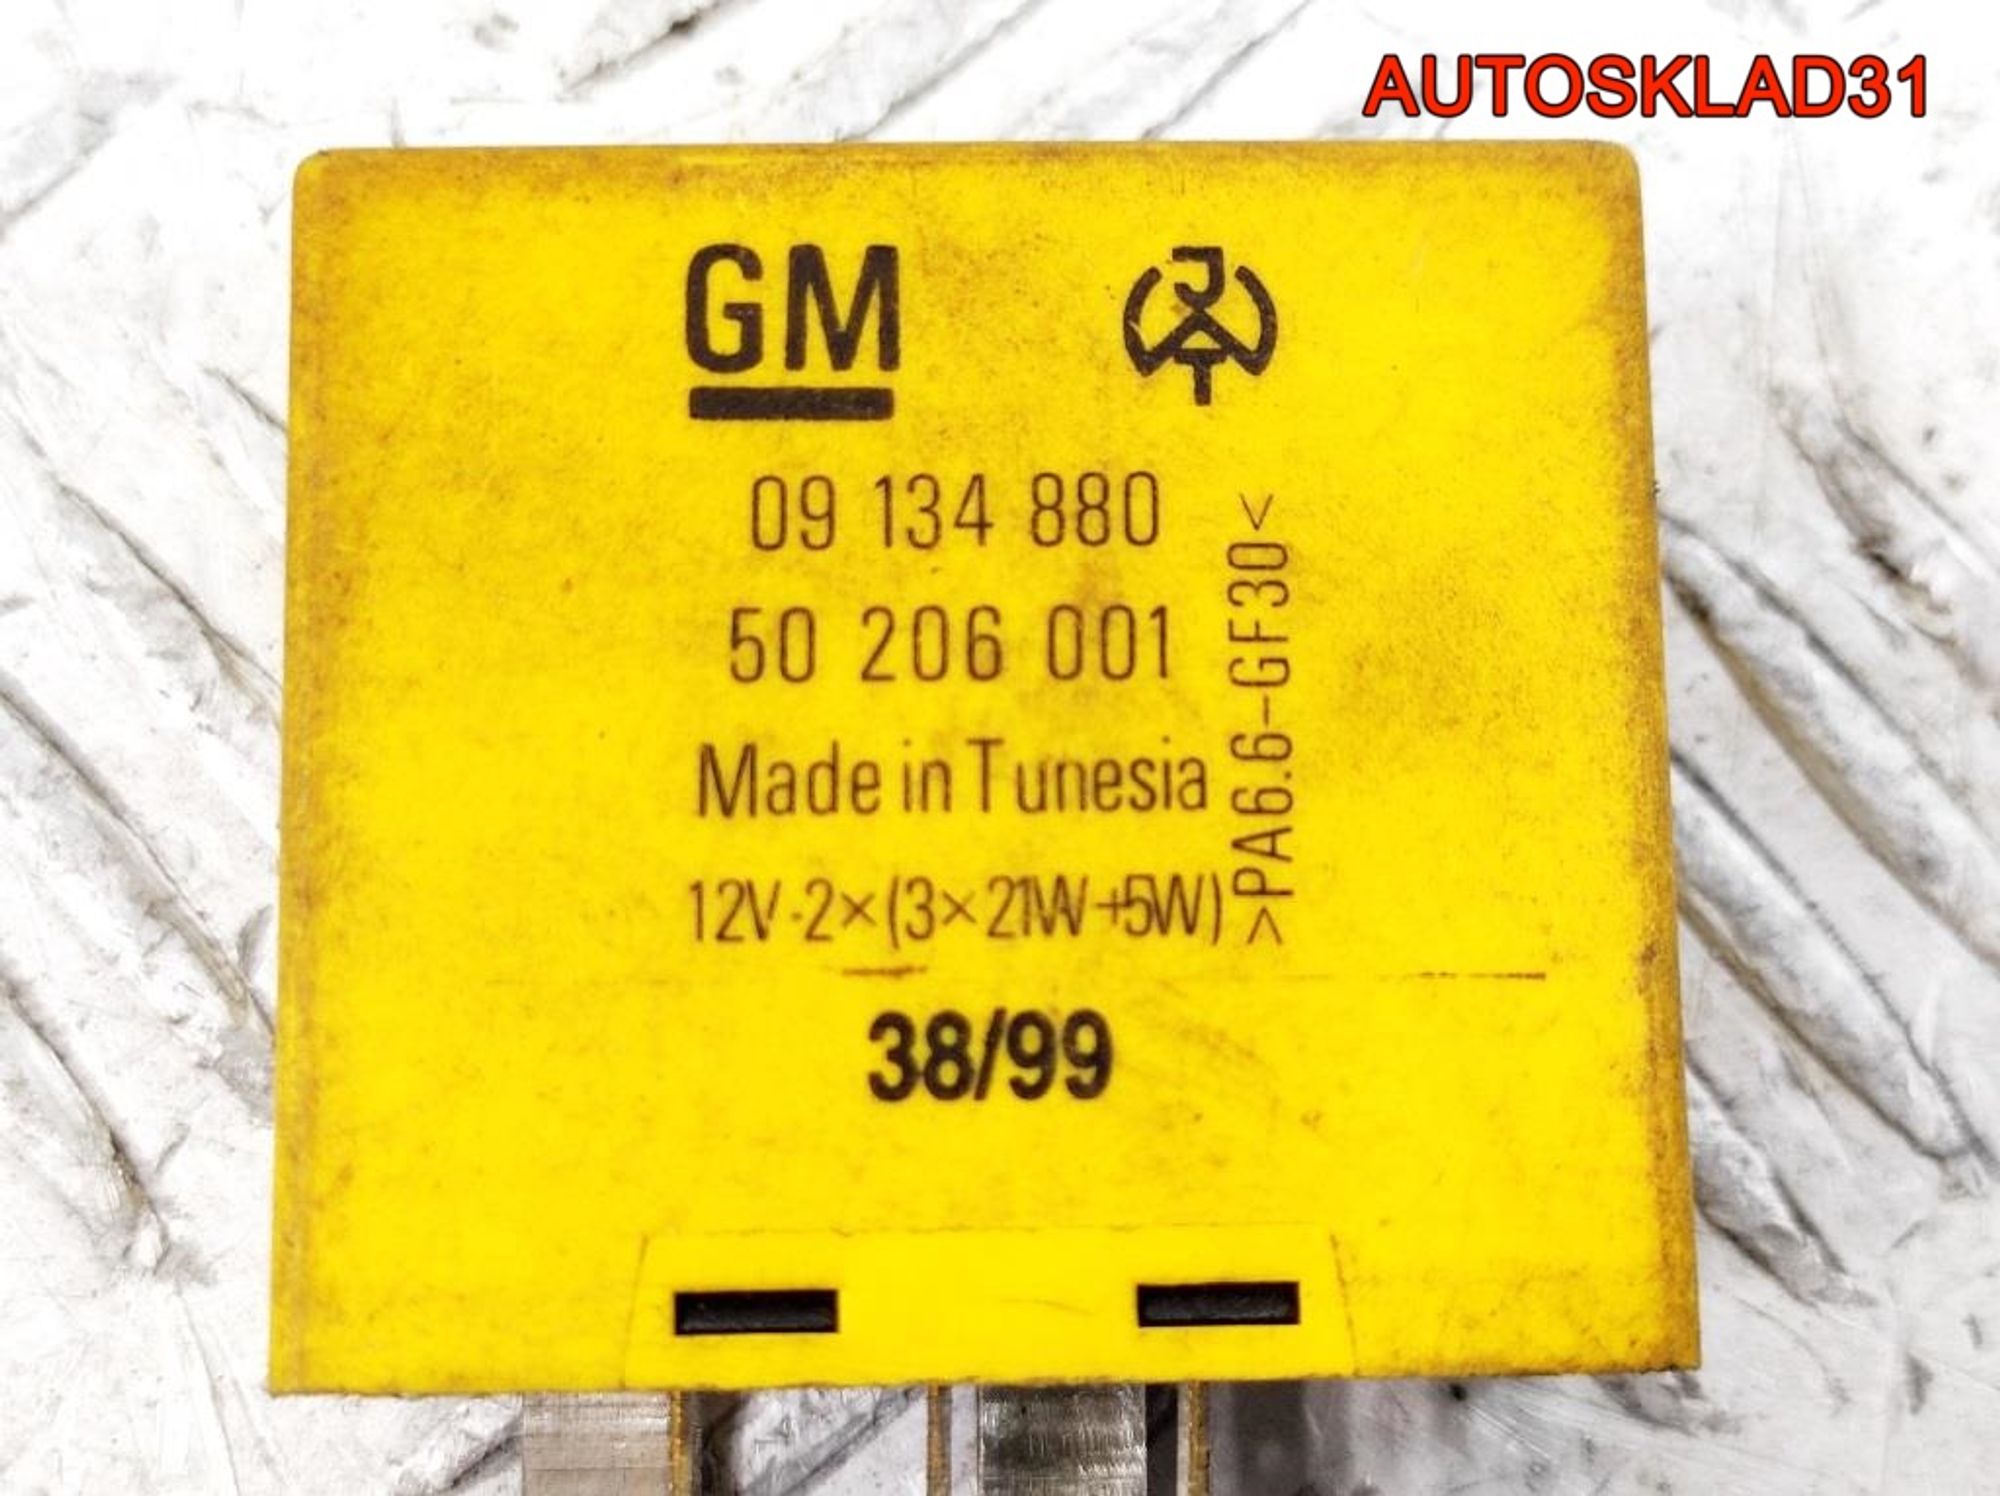 AUTOSKLAD31
GM
09 134 880
50 206 001
Made in Tunesia
12V-2×(3×21W+5W)
>PA6.6-GF30<
38/99